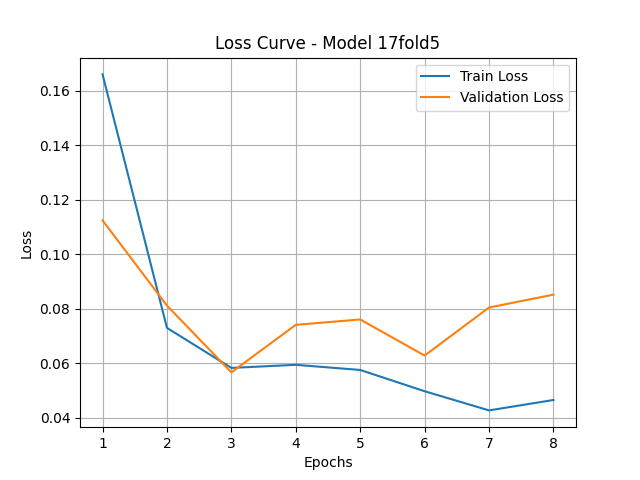 Loss Curve - Model 17fold5
Train Loss
Validation Loss
0.16
0.14
0.12
0.10
0.08
0.06
0.04
Loss
1 2 3 4 5 6 7 8
Epochs